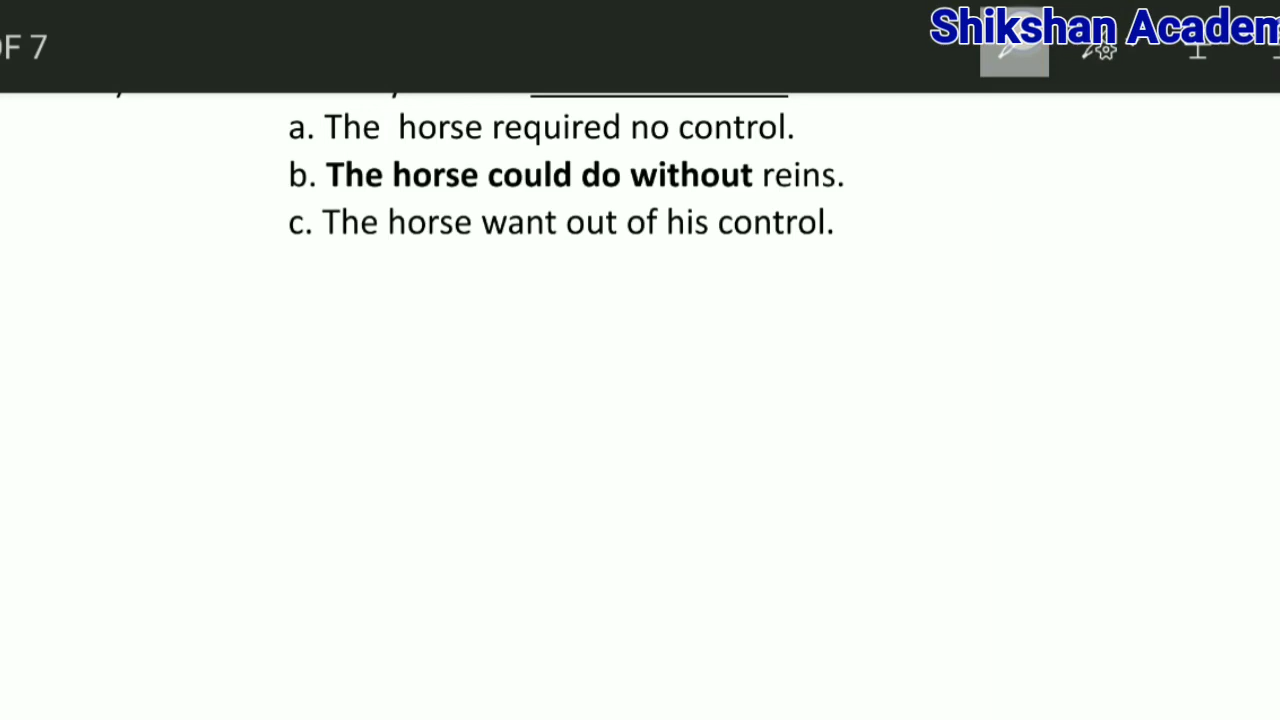 Shikshan Academ
OF 7
a. The horse required no control.
b. The horse could do without reins.
c. The horse want out of his control.